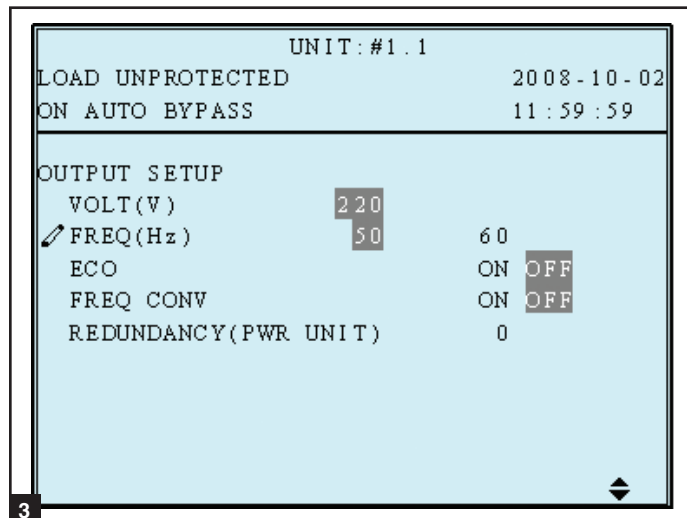 UNIT:#1.1
LOAD UNPROTECTED 2008-10-02
ON AUTO BYPASS 11:59:59
OUTPUT SETUP
VOLT(V) 220
FREQ(Hz) 50 60
ECO ON OFF
FREQ CONV ON OFF
REDUNDANCY(PWR UNIT) 0
3